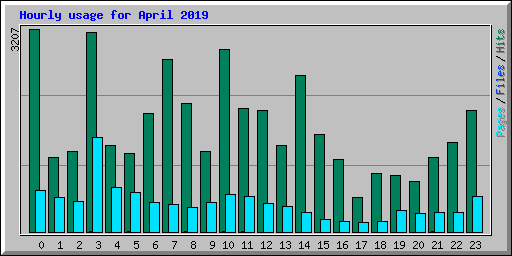 Hourly usage for April 2019
3207
Pages/Files/Hits
0 1 2 3 4 5 6 7 8 9 10 11 12 13 14 15 16 17 18 19 20 21 22 23